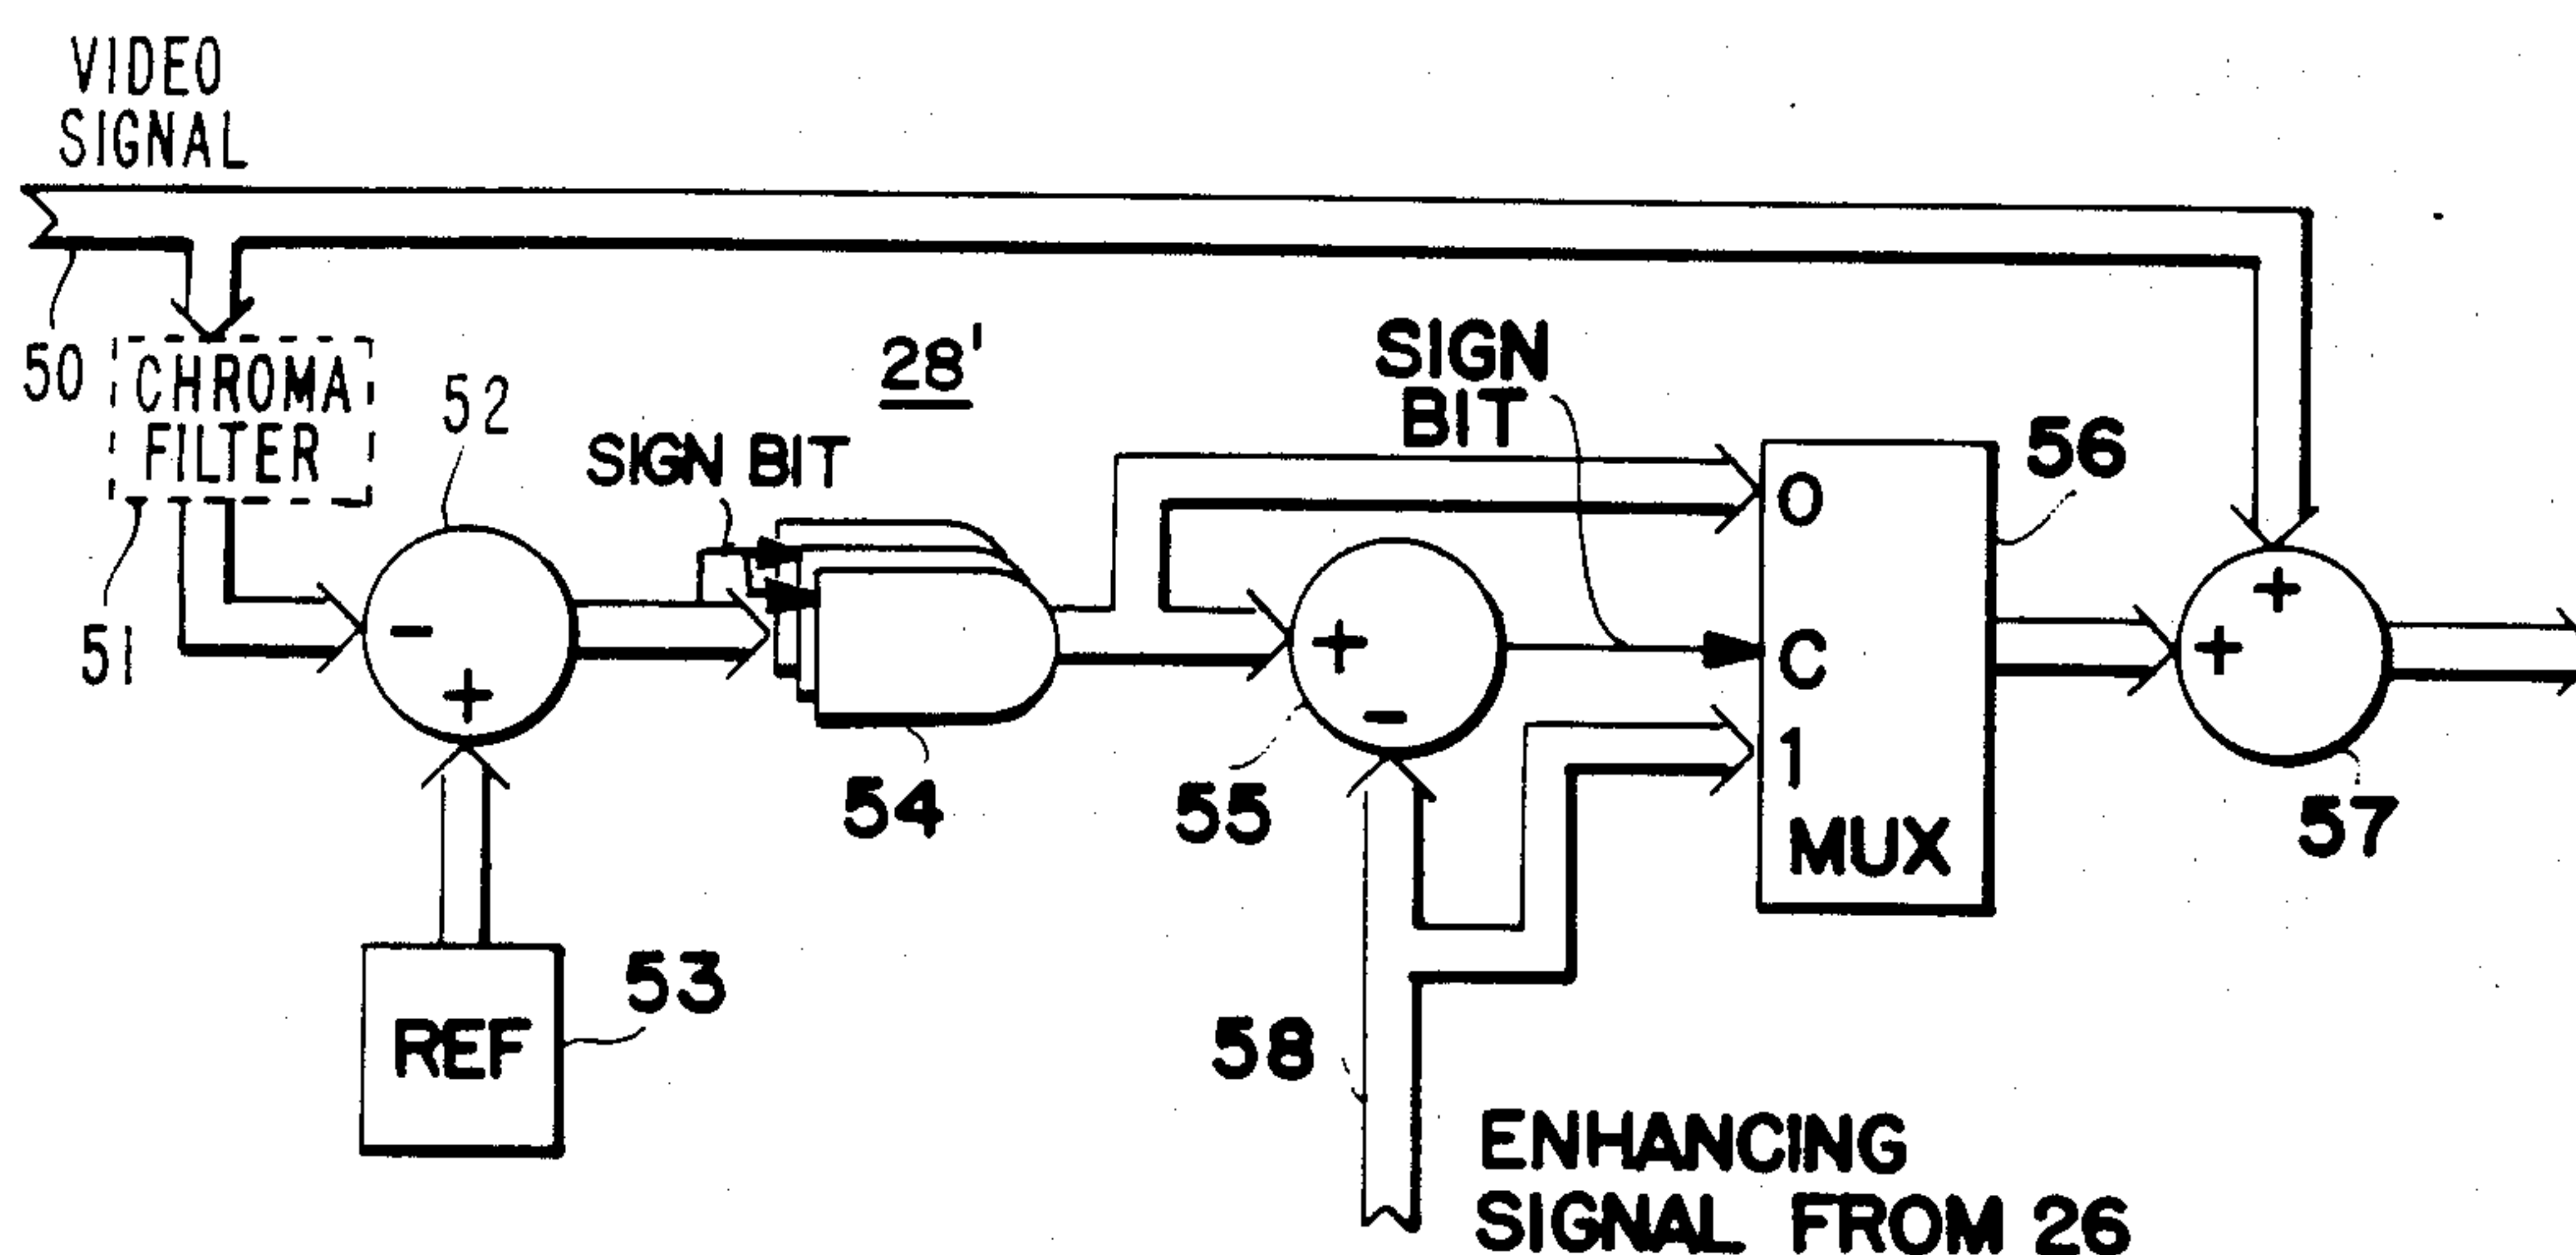 VIDEO
SIGNAL
50
CHROMA
FILTER
51
52
-
+
REF
53
28'
SIGN BIT
54
SIGN
BIT
+
-
55
58
0
C
1
MUX
56
+
+
57
ENHANCING
SIGNAL FROM 26